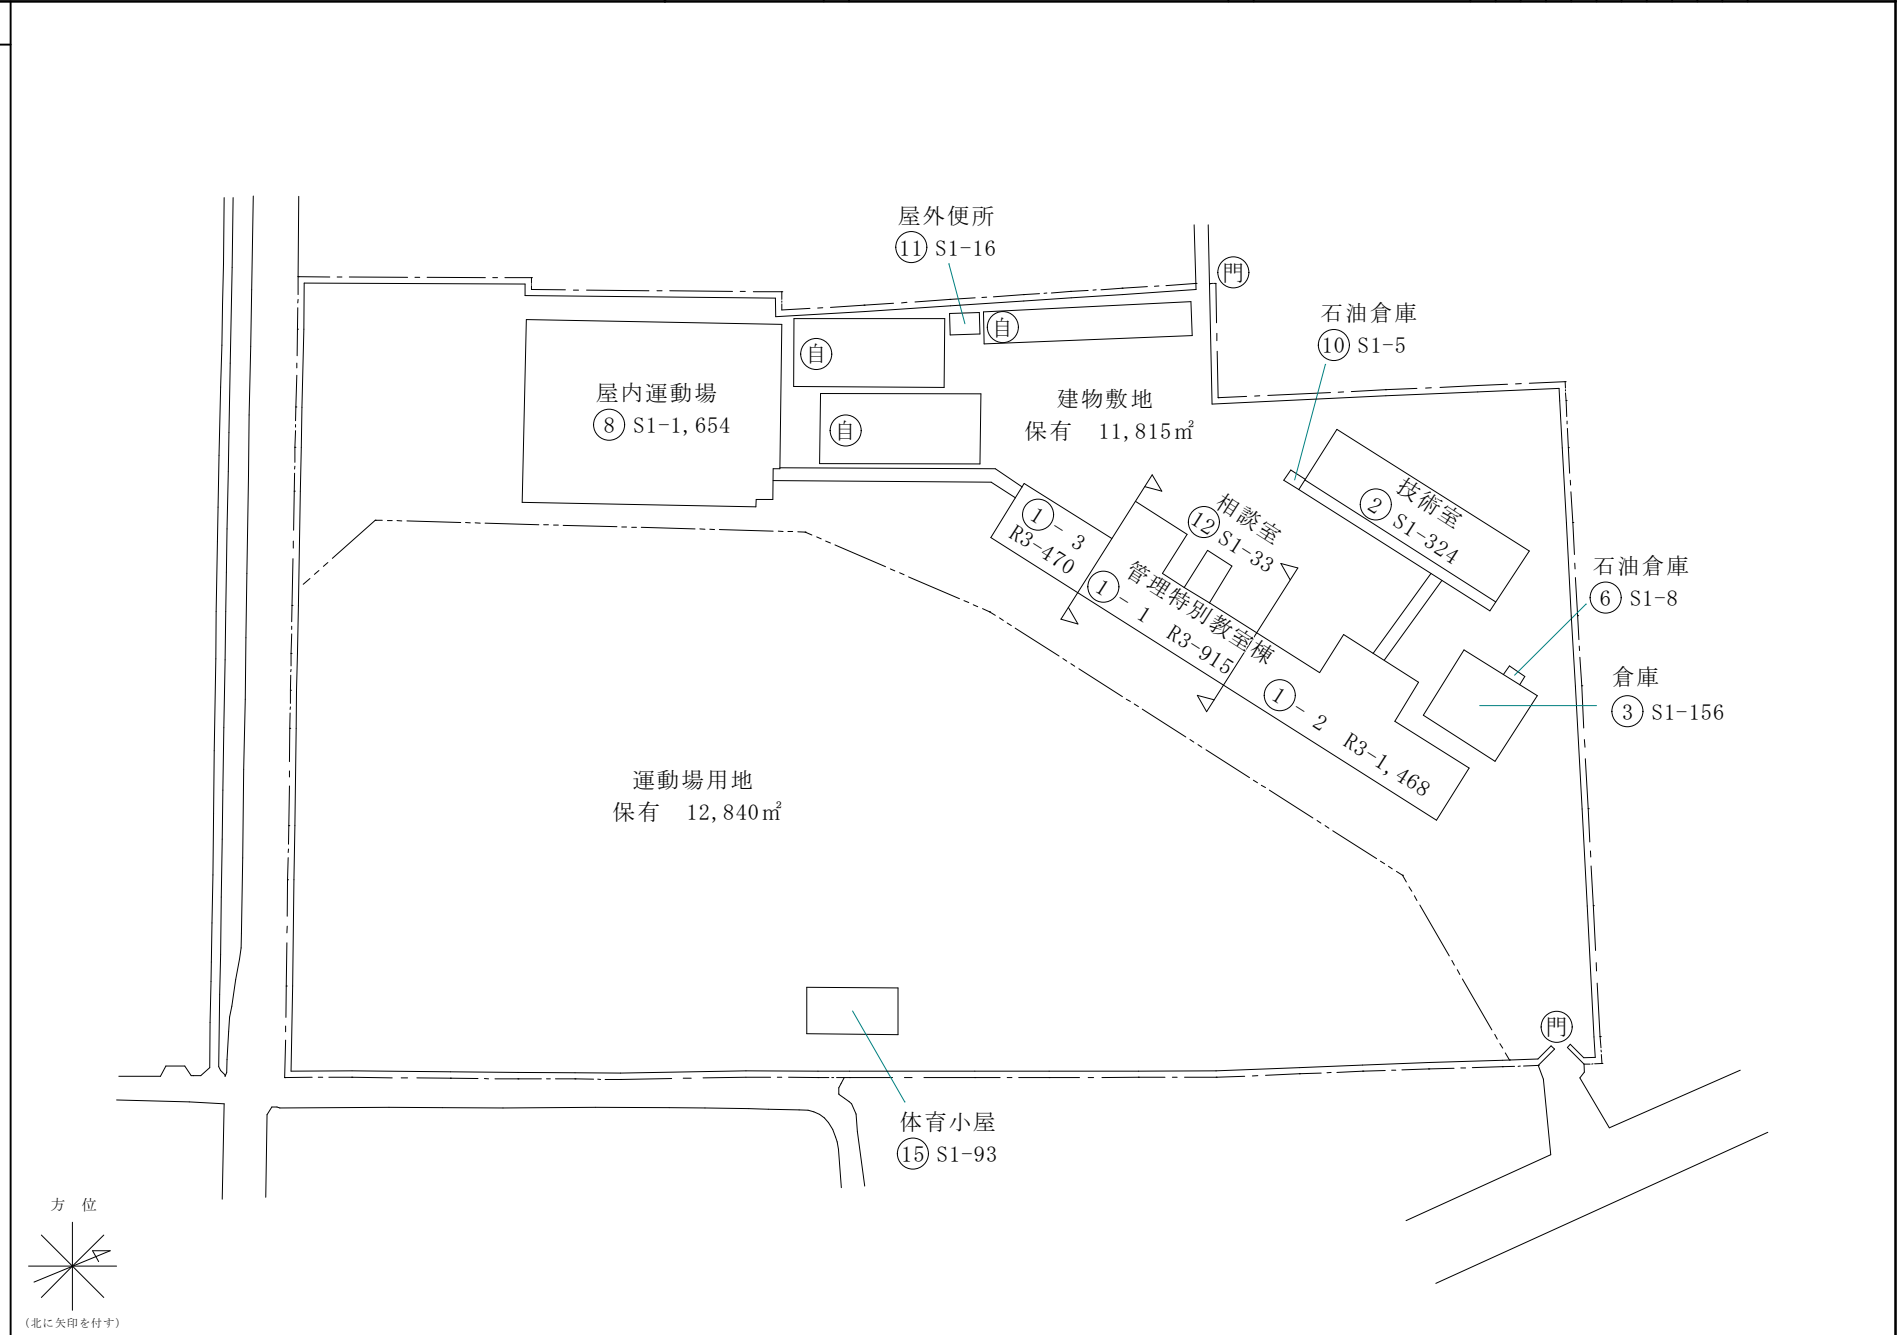 屋外便所
⑪ S1-16
門
石油倉庫
⑩ S1-5
自
自
屋内運動場
⑧ S1-1,654
自
建物敷地
保有 11,815㎡
技術室
② S1-324
相談室
⑫ S1-33
①-3
R3-470
管理特別教室棟
①-1 R3-915
①-2 R3-1,468
石油倉庫
⑥ S1-8
倉庫
③ S1-156
運動場用地
保有 12,840㎡
門
体育小屋
⑮ S1-93
方 位
(北に矢印を付す)